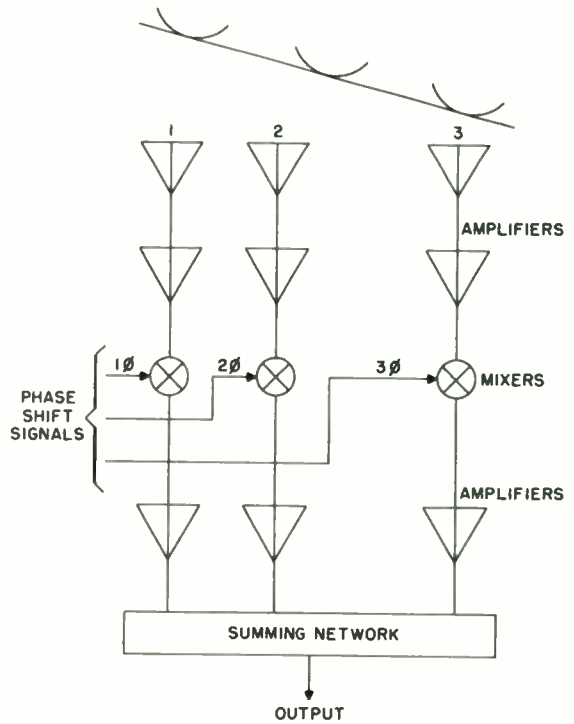 1
2
3
AMPLIFIERS
1Ø
2Ø
3Ø
MIXERS
PHASE
SHIFT
SIGNALS
AMPLIFIERS
SUMMING NETWORK
OUTPUT